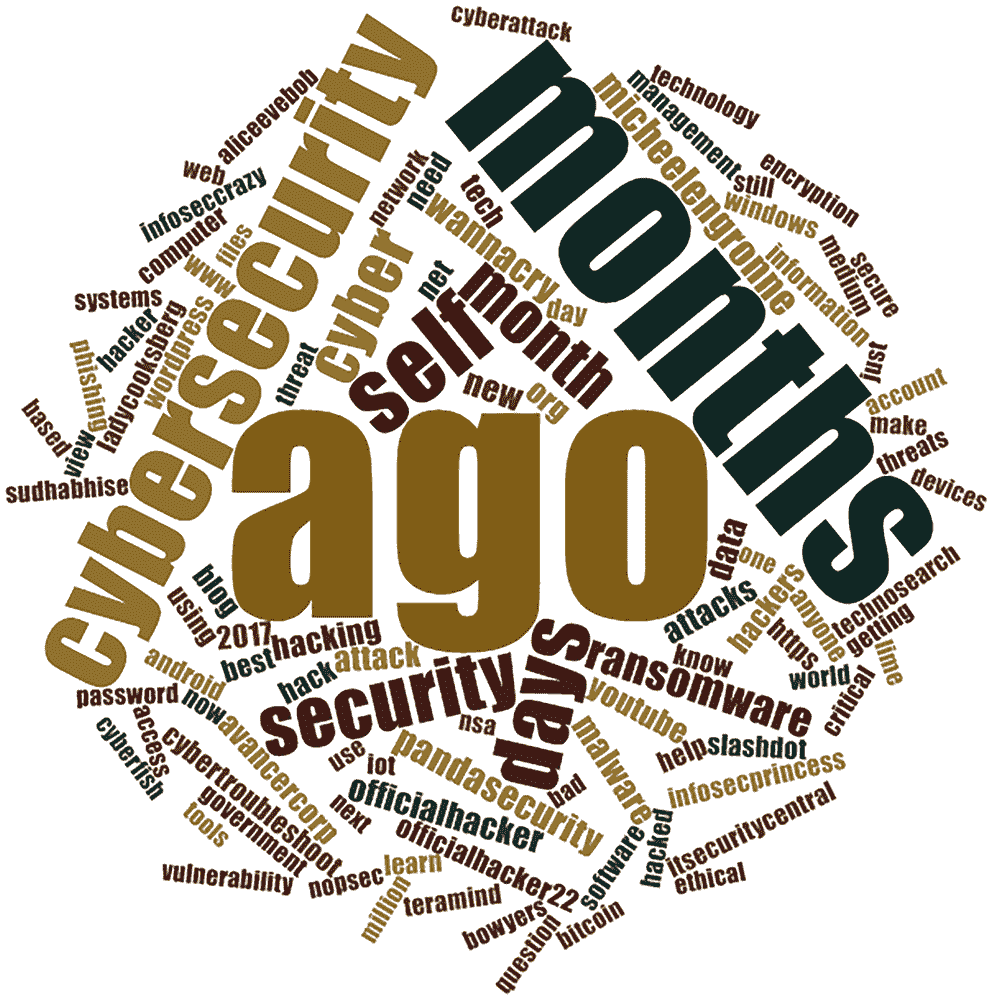 cyberattack
cybersecurity
months
technology
management
micheelengronne
aliceevebob
web
infoseccrazy
computer
network
need
tech
wannacry
still
encryption
windows
medium
secure
information
files
www
cyber
net
day
systems
hacker
wordpress
ladycooksberg
phishing
threat
self
month
new
org
just
account
make
threats
devices
based
view
sudhabhise
ago
data
one
attacks
hackers
anyone
technosearch
getting
https
time
know
world
critical
blog
using
2017
hacking
best
hack
attack
android
now
password
access
cyberfish
security
days
ransomware
youtube
nsa
use
iot
pandasecurity
malware
help
slashdot
infosecprincess
avancercorp
cybertroubleshoot
government
tools
next
officialhacker
bad
officialhacker22
software
hacked
itsecuritycentral
ethical
vulnerability
nopsec
learn
million
teramind
bowyers
question
bitcoin